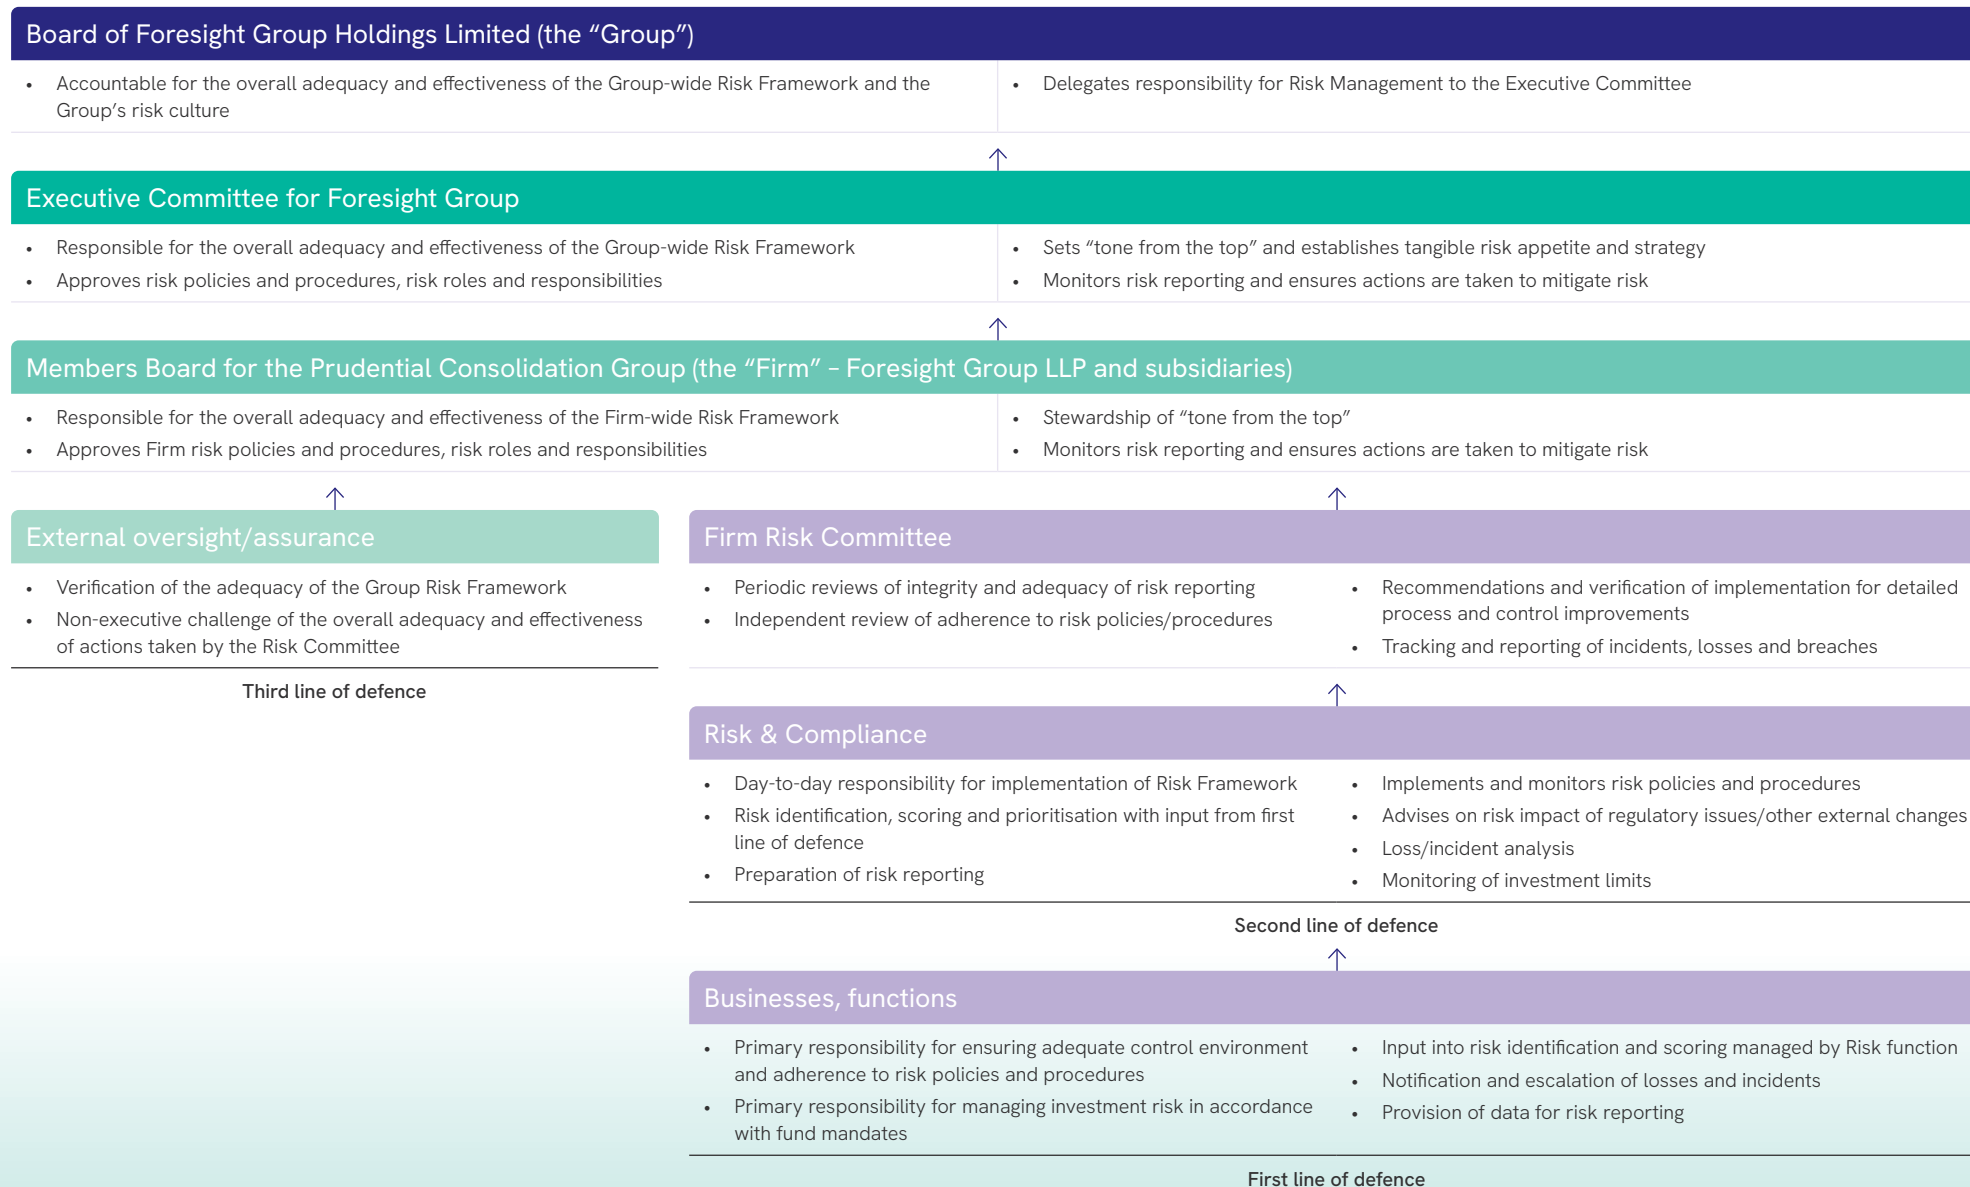 Board of Foresight Group Holdings Limited (the “Group”)
• Accountable for the overall adequacy and effectiveness of the Group-wide Risk Framework and the
Group’s risk culture
• Delegates responsibility for Risk Management to the Executive Committee
Executive Committee for Foresight Group
• Responsible for the overall adequacy and effectiveness of the Group-wide Risk Framework
• Approves risk policies and procedures, risk roles and responsibilities
• Sets “tone from the top” and establishes tangible risk appetite and strategy
• Monitors risk reporting and ensures actions are taken to mitigate risk
Members Board for the Prudential Consolidation Group (the “Firm” – Foresight Group LLP and subsidiaries)
• Responsible for the overall adequacy and effectiveness of the Firm-wide Risk Framework
• Approves Firm risk policies and procedures, risk roles and responsibilities
• Stewardship of “tone from the top”
• Monitors risk reporting and ensures actions are taken to mitigate risk
External oversight/assurance
• Verification of the adequacy of the Group Risk Framework
• Non-executive challenge of the overall adequacy and effectiveness
of actions taken by the Risk Committee
Third line of defence
Firm Risk Committee
• Periodic reviews of integrity and adequacy of risk reporting
• Independent review of adherence to risk policies/procedures
• Recommendations and verification of implementation for detailed
process and control improvements
• Tracking and reporting of incidents, losses and breaches
Risk & Compliance
• Day-to-day responsibility for implementation of Risk Framework
• Risk identification, scoring and prioritisation with input from first
line of defence
• Preparation of risk reporting
• Implements and monitors risk policies and procedures
• Advises on risk impact of regulatory issues/other external changes
• Loss/incident analysis
• Monitoring of investment limits
Second line of defence
Businesses, functions
• Primary responsibility for ensuring adequate control environment
and adherence to risk policies and procedures
• Primary responsibility for managing investment risk in accordance
with fund mandates
• Input into risk identification and scoring managed by Risk function
• Notification and escalation of losses and incidents
• Provision of data for risk reporting
First line of defence